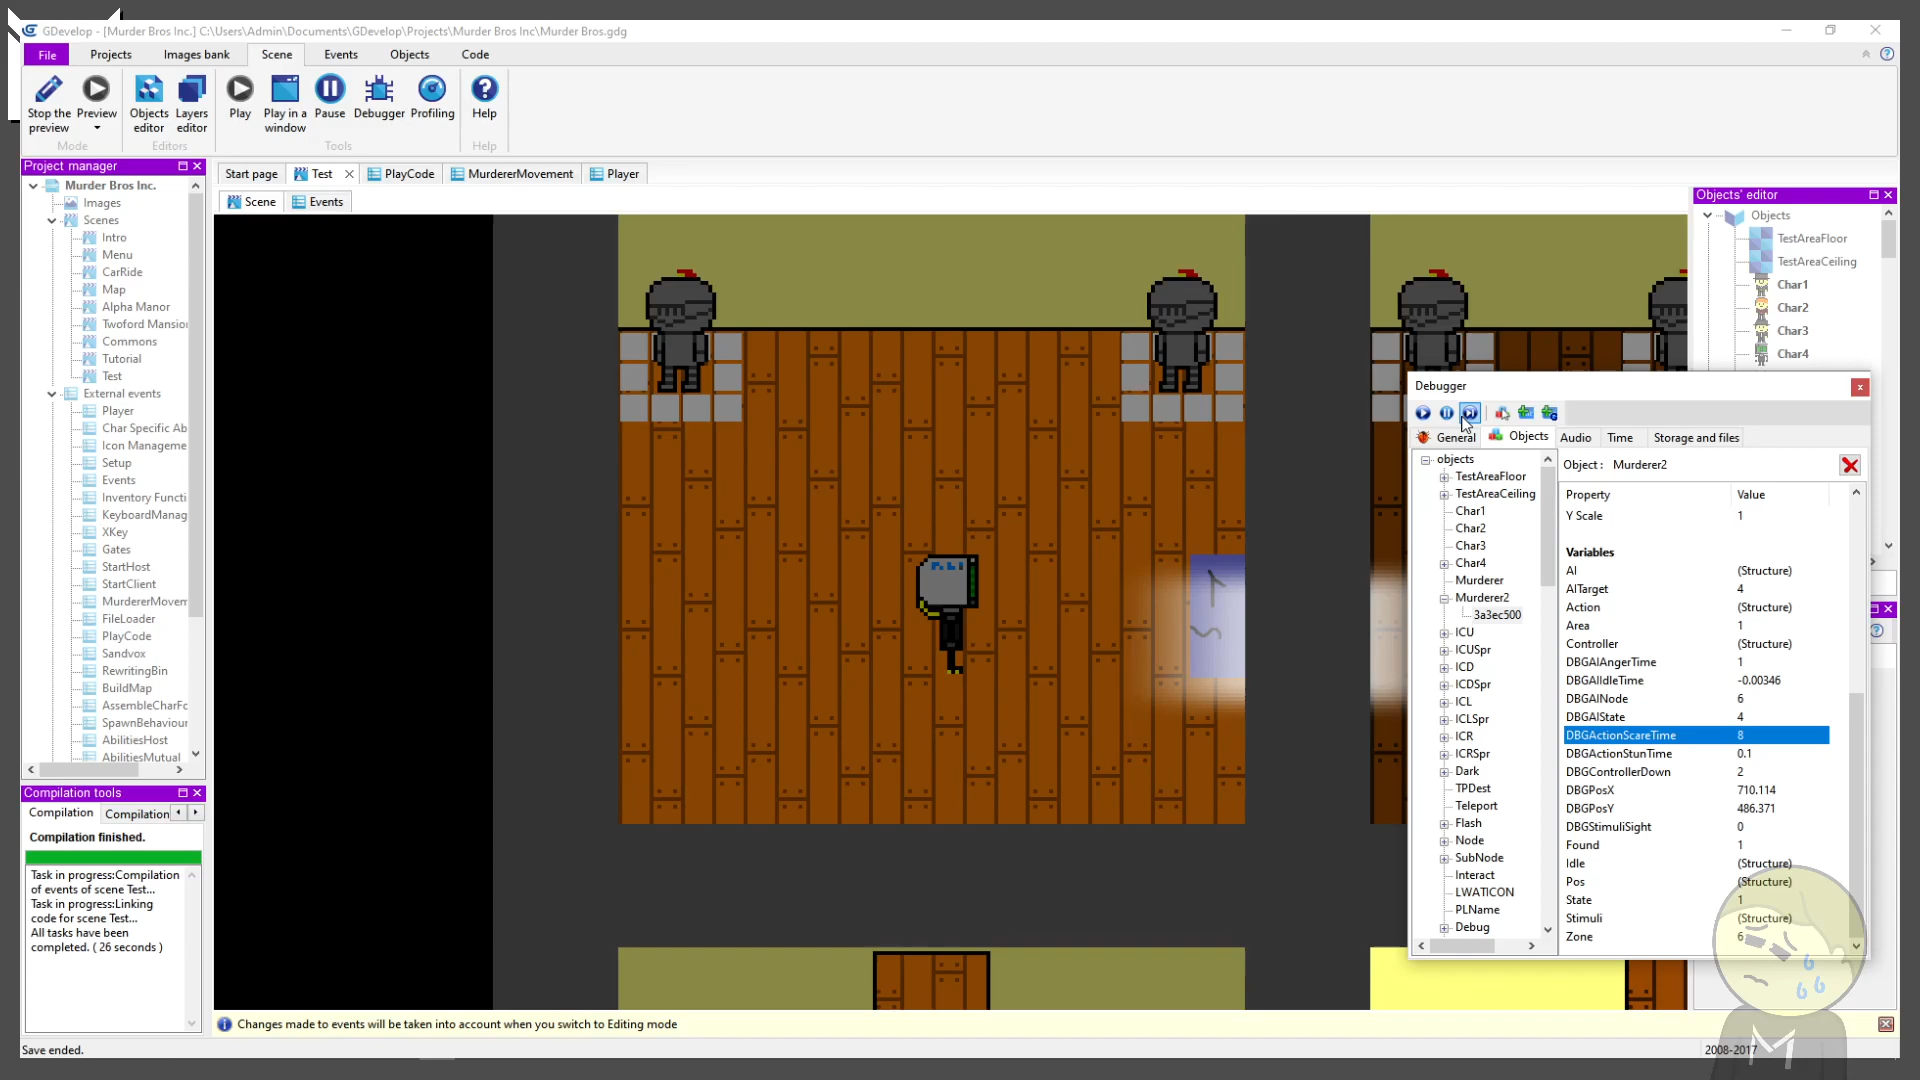 GDevelop - [Murder Bros Inc.] C:\Users\Admin\Documents\GDevelop\Projects\Murder Bros Inc\Murder Bros.gdg
File Projects Images bank Scene Events Objects Code
Stop the preview
Preview
Objects editor
Layers editor
Play
Play in a window
Pause
Debugger
Profiling
Help
Mode Editors Tools Help
Project manager
Start page Test PlayCode MurdererMovement Player
Scene Events
Murder Bros Inc.
Images
Scenes
Intro
Menu
CarRide
Map
Alpha Manor
Twoford Mansion
Commons
Tutorial
Test
External events
Player
Char Specific Ab
Icon Manageme
Setup
Events
Inventory Functi
KeyboardManag
XKey
Gates
StartHost
StartClient
MurdererMovem
FileLoader
PlayCode
Sandvox
RewritingBin
BuildMap
AssembleCharFc
SpawnBehaviour
AbilitiesHost
AbilitiesMutual
Compilation tools
Compilation Compilation
Compilation finished.
Task in progress:Compilation
of events of scene Test...
Task in progress:Linking
code for scene Test...
All tasks have been
completed. ( 26 seconds )
Objects' editor
Objects
TestAreaFloor
TestAreaCeiling
Char1
Char2
Char3
Char4
Debugger
General Objects Audio Time Storage and files
objects
TestAreaFloor
TestAreaCeiling
Char1
Char2
Char3
Char4
Murderer
Murderer2
3a3ec500
ICU
ICUSpr
ICD
ICDSpr
ICL
ICLSpr
ICR
ICRSpr
Dark
TPDest
Teleport
Flash
Node
SubNode
Interact
LWATICON
PLName
Debug
Object : Murderer2
Property Value
Y Scale 1
Variables
AI (Structure)
AITarget 4
Action (Structure)
Area 1
Controller (Structure)
DBGAIAngerTime 1
DBGAIIdleTime -0.00346
DBGAINode 6
DBGAIState 4
DBGActionScareTime 8
DBGActionStunTime 0.1
DBGControllerDown 2
DBGPosX 710.114
DBGPosY 486.371
DBGStimuliSight 0
Found 1
Idle (Structure)
Pos (Structure)
State 1
Stimuli (Structure)
Zone 6
Changes made to events will be taken into account when you switch to Editing mode
Save ended.
2008-2017